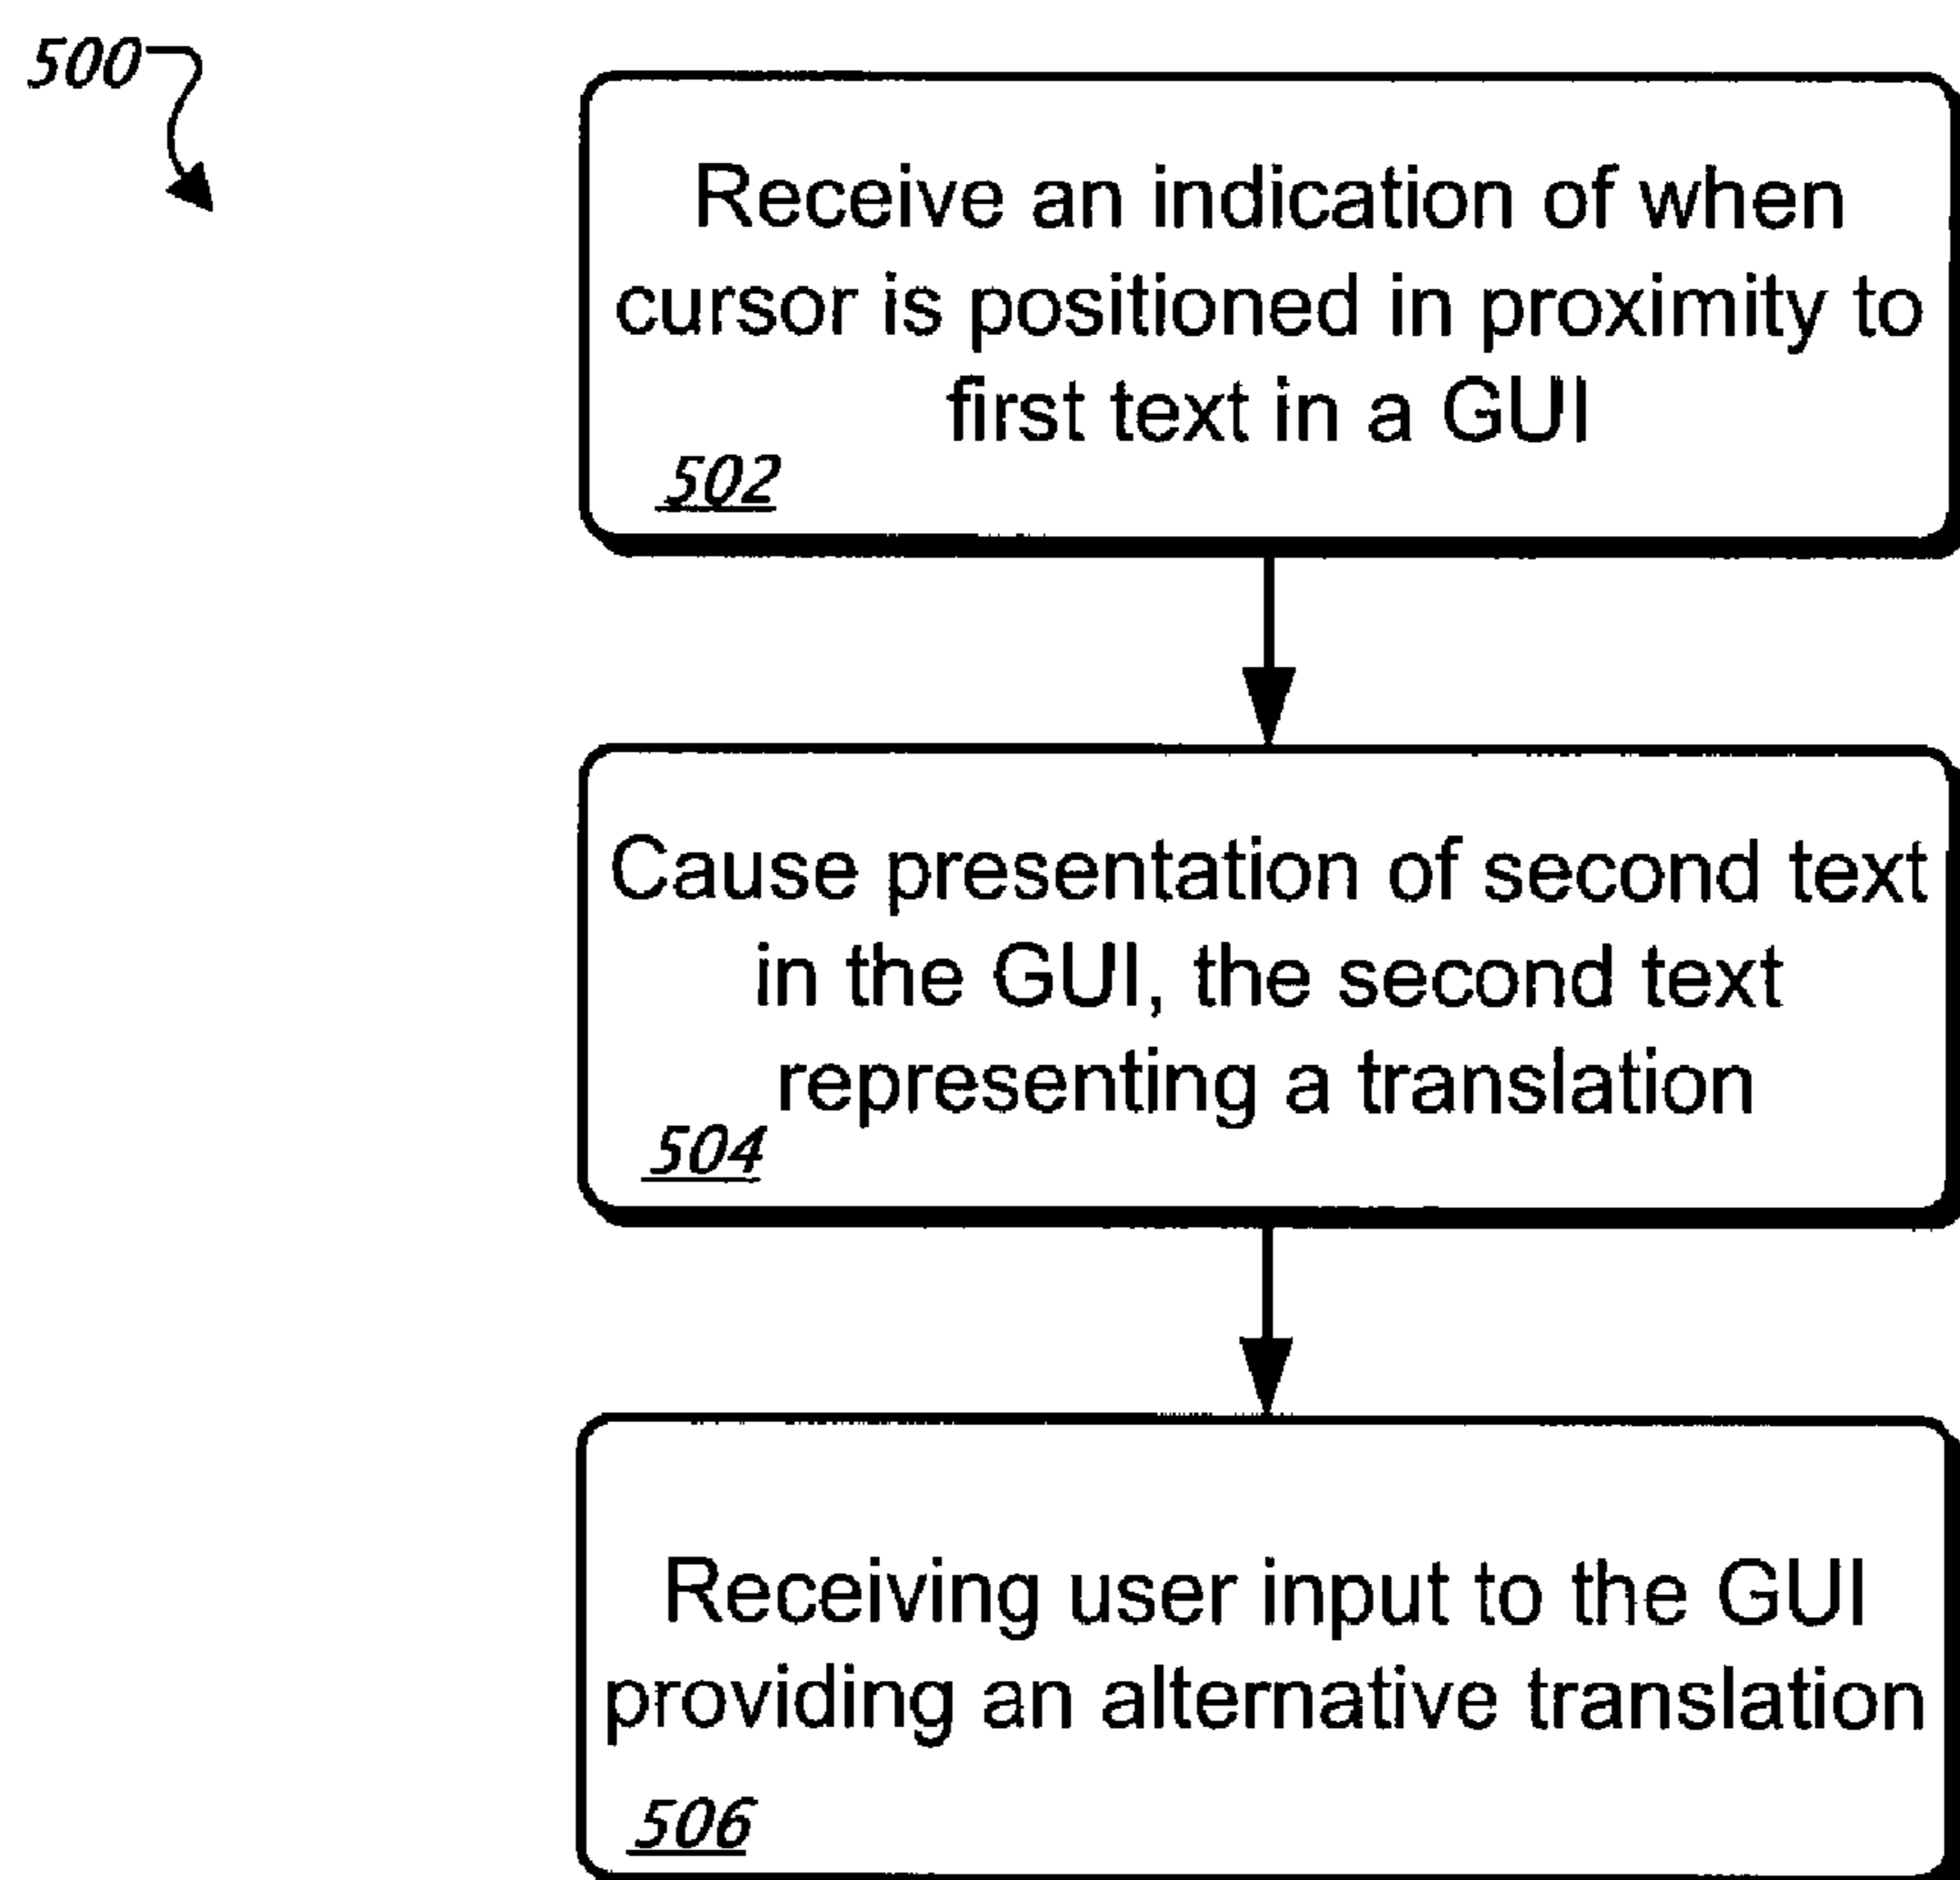 500
Receive an indication of when
cursor is positioned in proximity to
first text in a GUI
502
Cause presentation of second text
in the GUI, the second text
representing a translation
504
Receiving user input to the GUI
providing an alternative translation
506